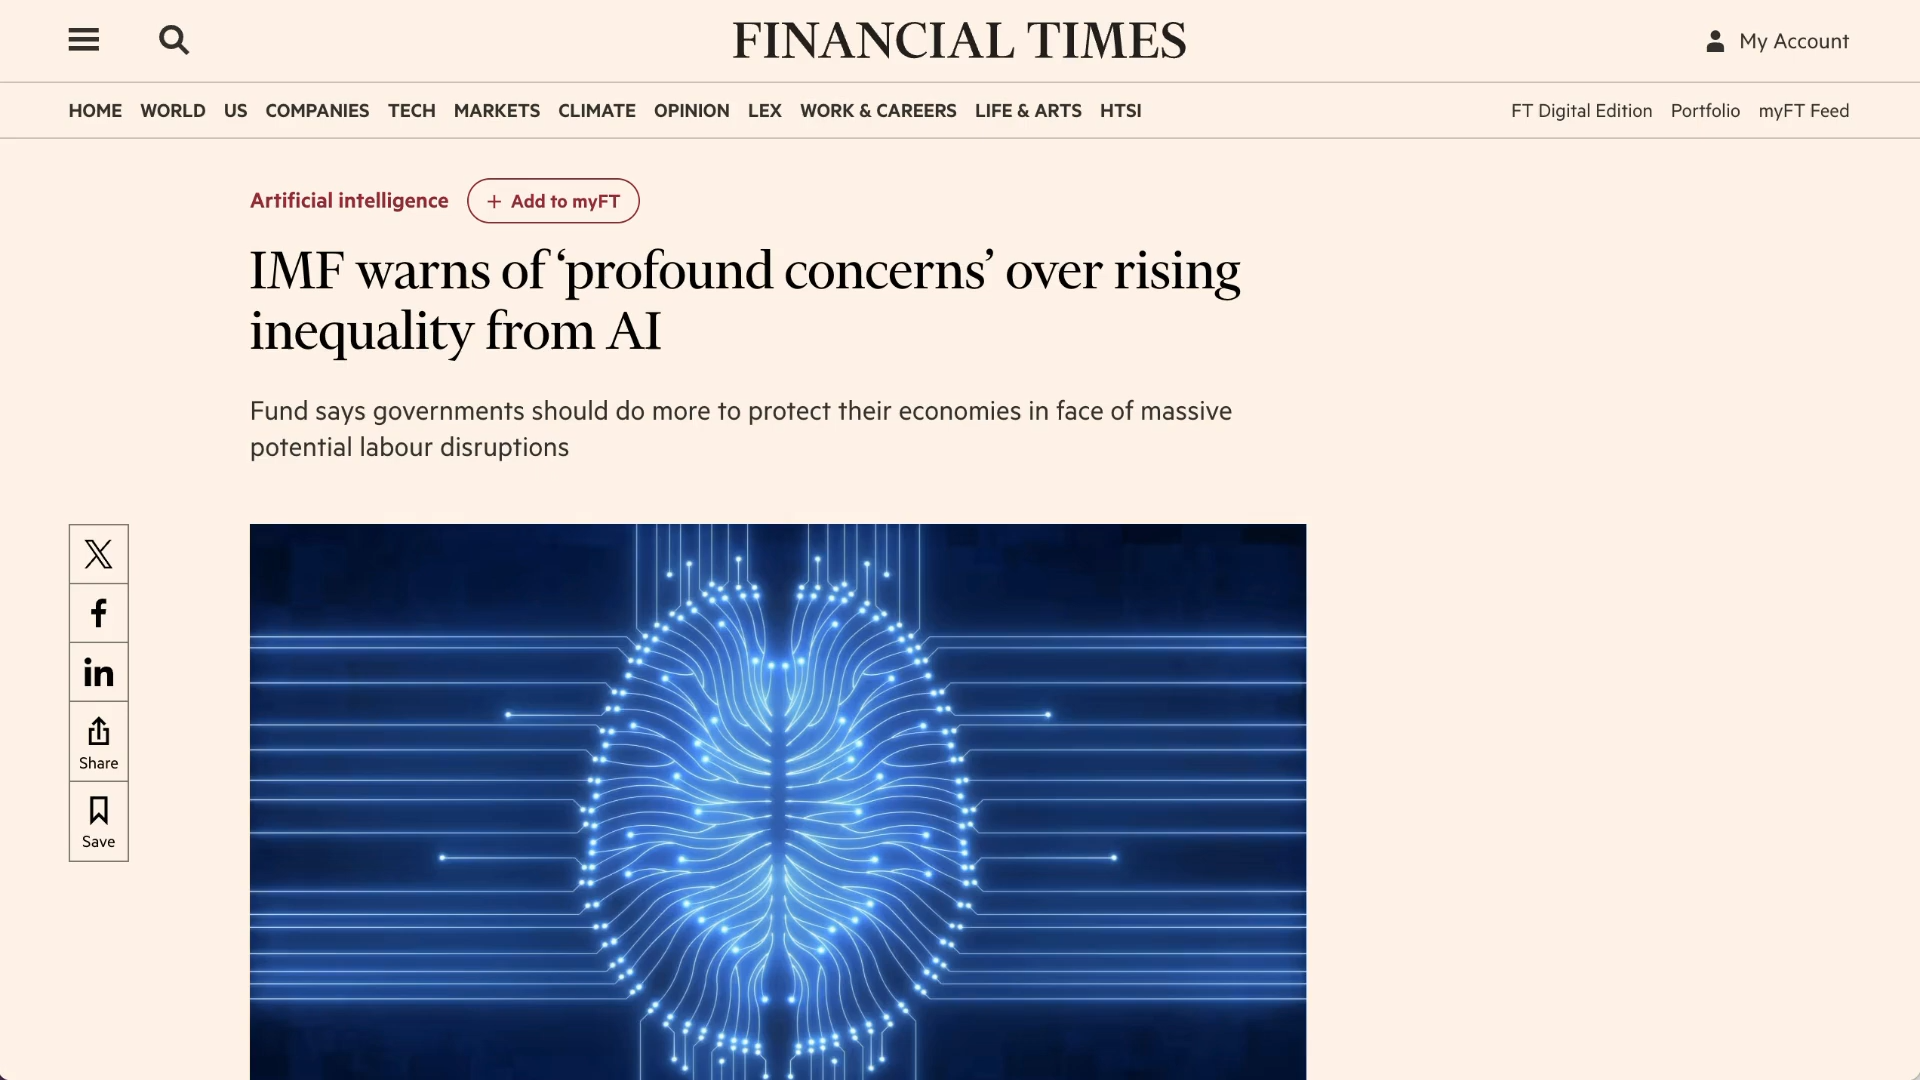 FINANCIAL TIMES
My Account
HOME WORLD US COMPANIES TECH MARKETS CLIMATE OPINION LEX WORK & CAREERS LIFE & ARTS HTSI
FT Digital Edition Portfolio myFT Feed
Artificial intelligence
+ Add to myFT
IMF warns of ‘profound concerns’ over rising
inequality from AI
Fund says governments should do more to protect their economies in face of massive
potential labour disruptions
Share
Save